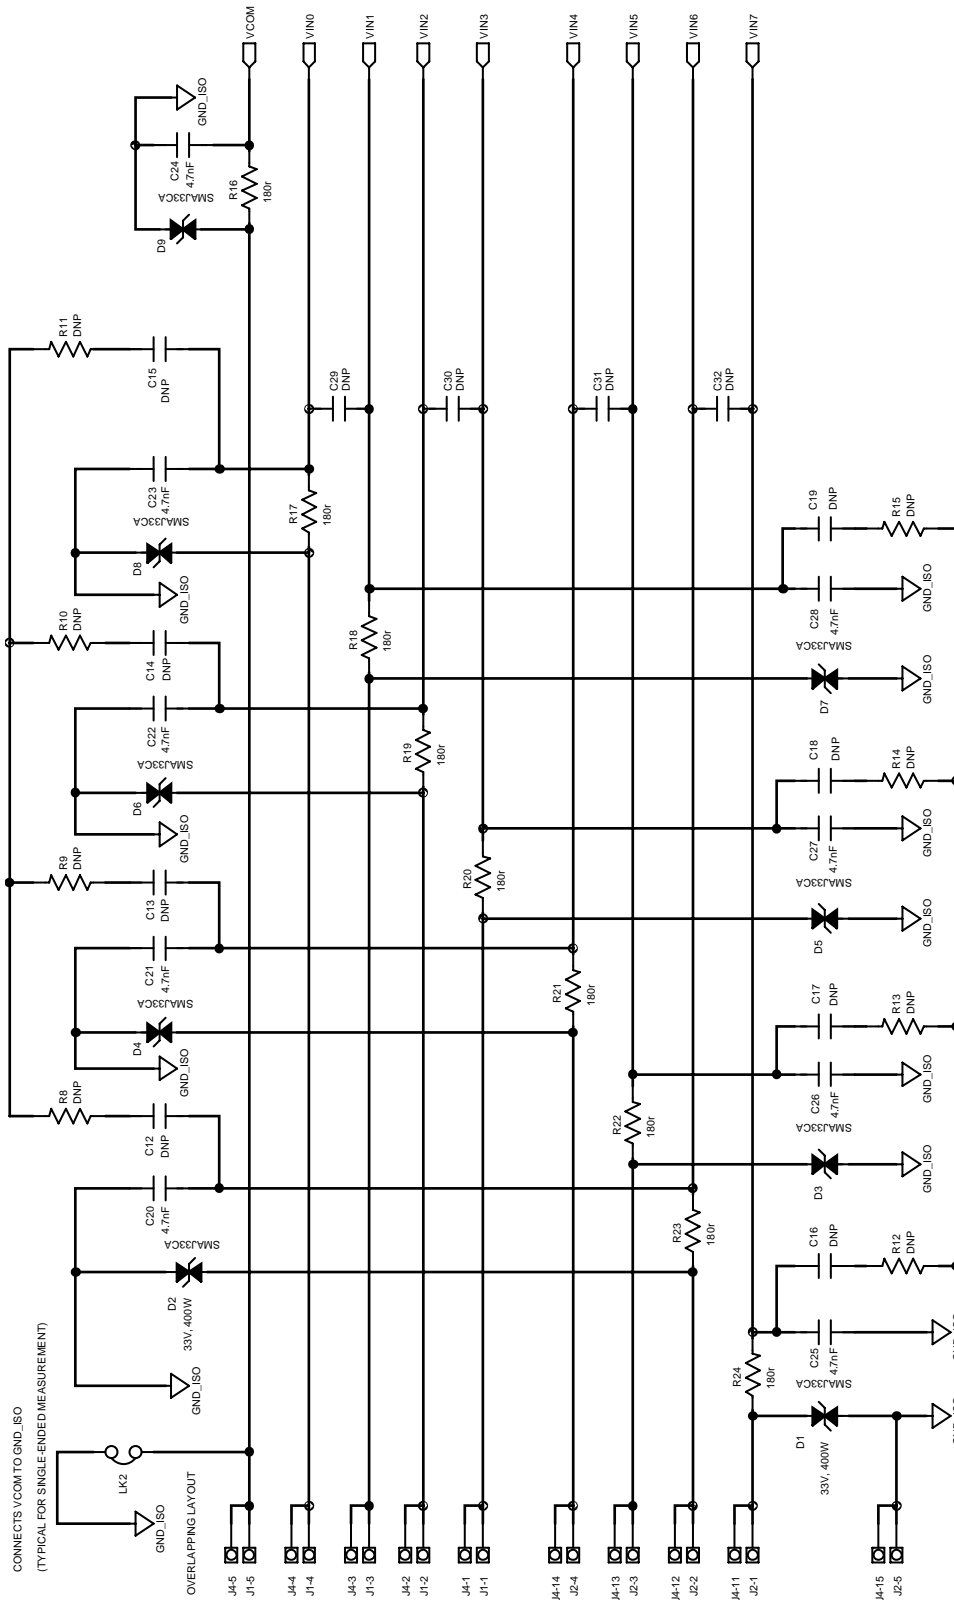 CONNECTS VCOM TO GND_ISO
(TYPICAL FOR SINGLE-ENDED MEASUREMENT)
LK2
GND_ISO
OVERLAPPING LAYOUT
J4-5
J1-5
J4-4
J1-4
J4-3
J1-3
J4-2
J1-2
J4-1
J1-1
J4-14
J2-4
J4-13
J2-3
J4-12
J2-2
J4-11
J2-1
J4-15
J2-5
GND_ISO
D2
33V, 400W
SMAJ33CA
C20
4.7nF
C12
DNP
R8
DNP
GND_ISO
D4
SMAJ33CA
C21
4.7nF
C13
DNP
R9
DNP
GND_ISO
D6
SMAJ33CA
C22
4.7nF
C14
DNP
R10
DNP
GND_ISO
D8
SMAJ33CA
C23
4.7nF
C15
DNP
R11
DNP
D9
SMAJ33CA
C24
4.7nF
GND_ISO
R16
180r
R17
180r
R18
180r
R19
180r
R20
180r
R21
180r
R22
180r
R23
180r
R24
180r
C29
DNP
C30
DNP
C31
DNP
C32
DNP
VCOM
VIN0
VIN1
VIN2
VIN3
VIN4
VIN5
VIN6
VIN7
D1
33V, 400W
SMAJ33CA
C25
4.7nF
C16
DNP
R12
DNP
D3
SMAJ33CA
GND_ISO
C26
4.7nF
GND_ISO
C17
DNP
R13
DNP
D5
SMAJ33CA
GND_ISO
C27
4.7nF
GND_ISO
C18
DNP
R14
DNP
D7
SMAJ33CA
GND_ISO
C28
4.7nF
GND_ISO
C19
DNP
R15
DNP